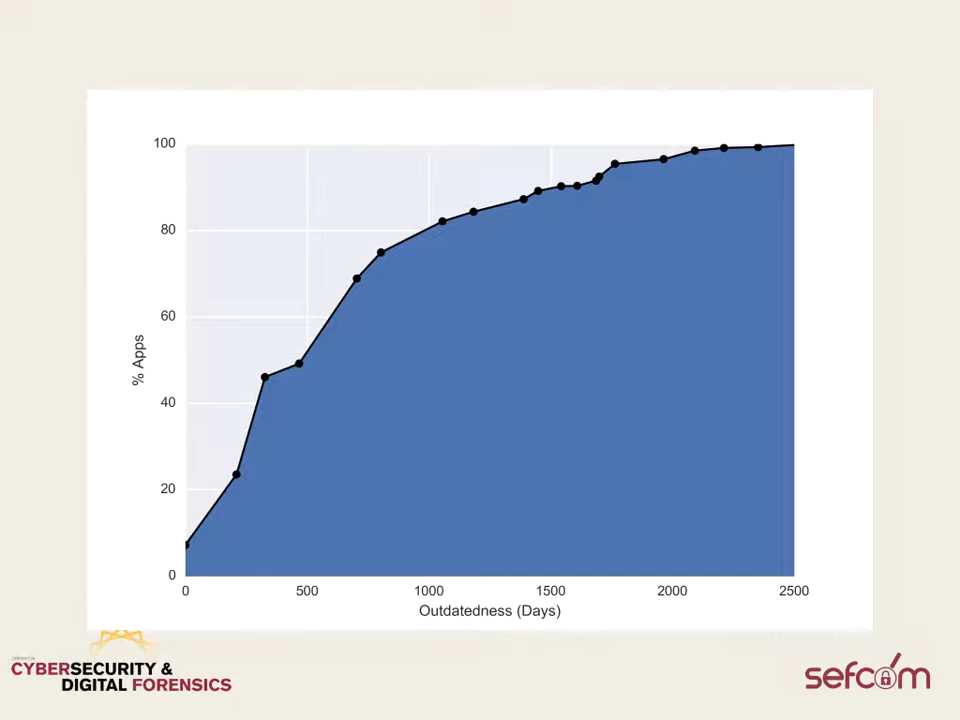 100
80
60
40
20
0
% Apps
0 500 1000 1500 2000 2500
Outdatedness (Days)
CYBERSECURITY &
DIGITAL FORENSICS
sefcom